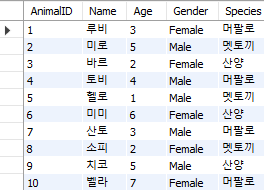 AnimalID Name Age Gender Species
1 루비 3 Female 머팔로
2 미로 5 Male 멧토끼
3 바르 2 Female 산양
4 토비 4 Male 머팔로
5 헬로 1 Male 멧토끼
6 미미 6 Female 산양
7 산토 3 Male 머팔로
8 소피 2 Female 멧토끼
9 치코 5 Male 산양
10 벨라 7 Female 머팔로